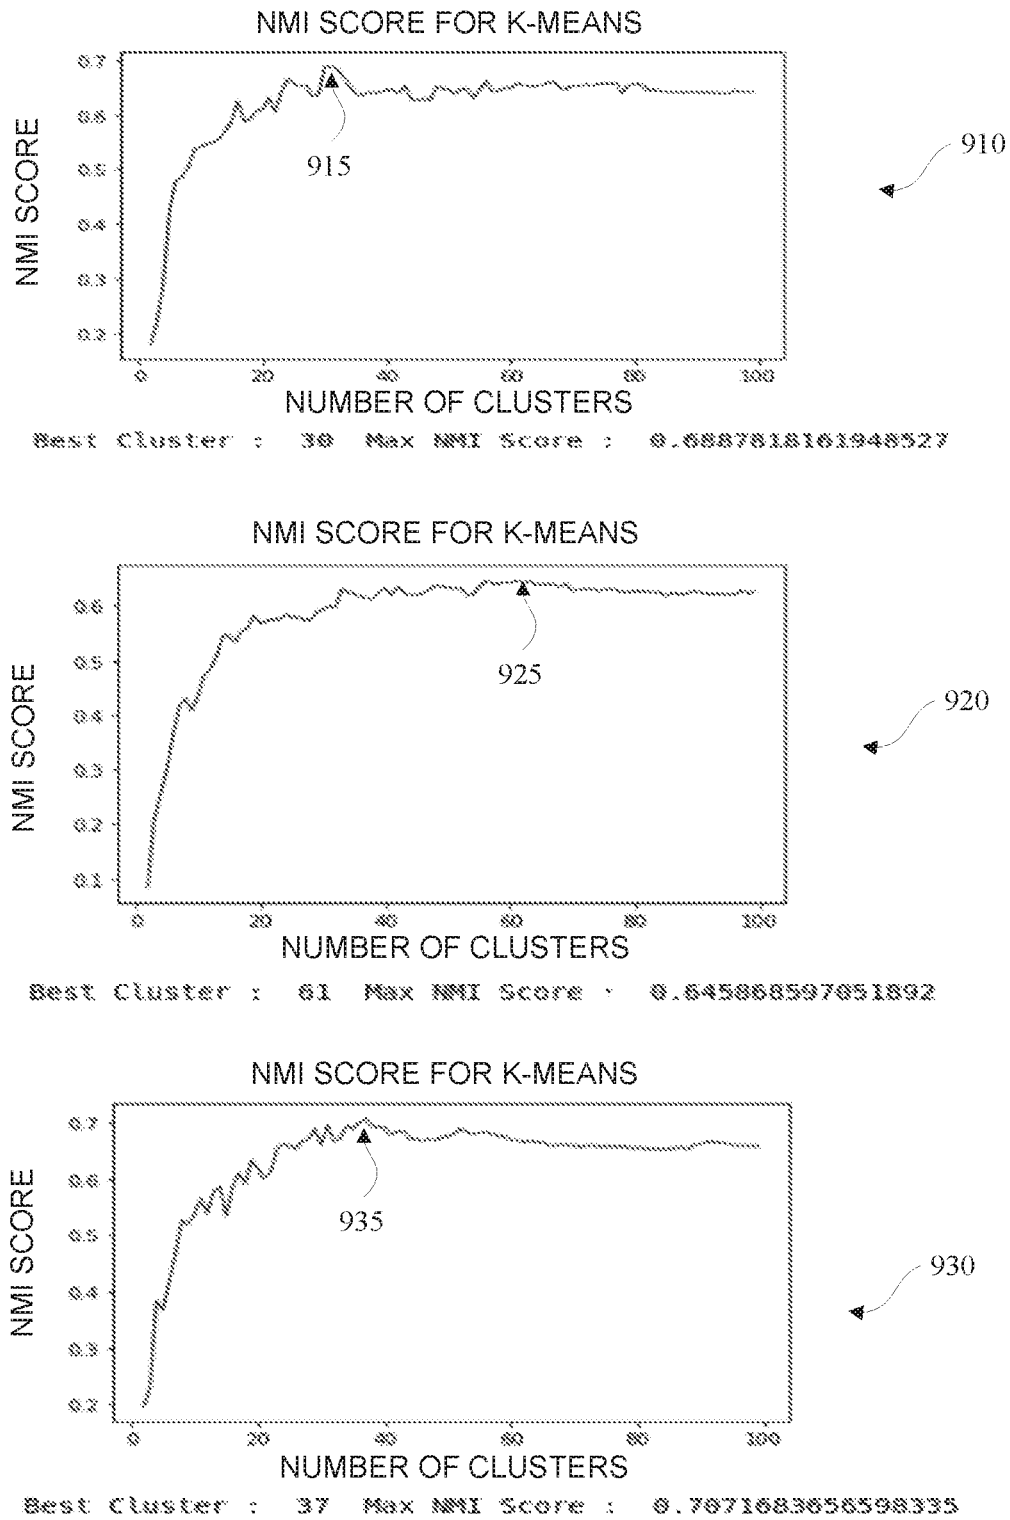 NMI SCORE FOR K-MEANS
NMI SCORE
0.7
0.6
0.5
0.4
0.3
0.2
0 20 40 60 80 100
NUMBER OF CLUSTERS
915
910
Best Cluster : 30 Max NMI Score : 0.6887818161948527
NMI SCORE FOR K-MEANS
NMI SCORE
0.6
0.5
0.4
0.3
0.2
0.1
0 20 40 60 80 100
NUMBER OF CLUSTERS
925
920
Best Cluster : 61 Max NMI Score : 0.645868597051892
NMI SCORE FOR K-MEANS
NMI SCORE
0.7
0.6
0.5
0.4
0.3
0.2
0 20 40 60 80 100
NUMBER OF CLUSTERS
935
930
Best Cluster : 37 Max NMI Score : 0.7071683656598335